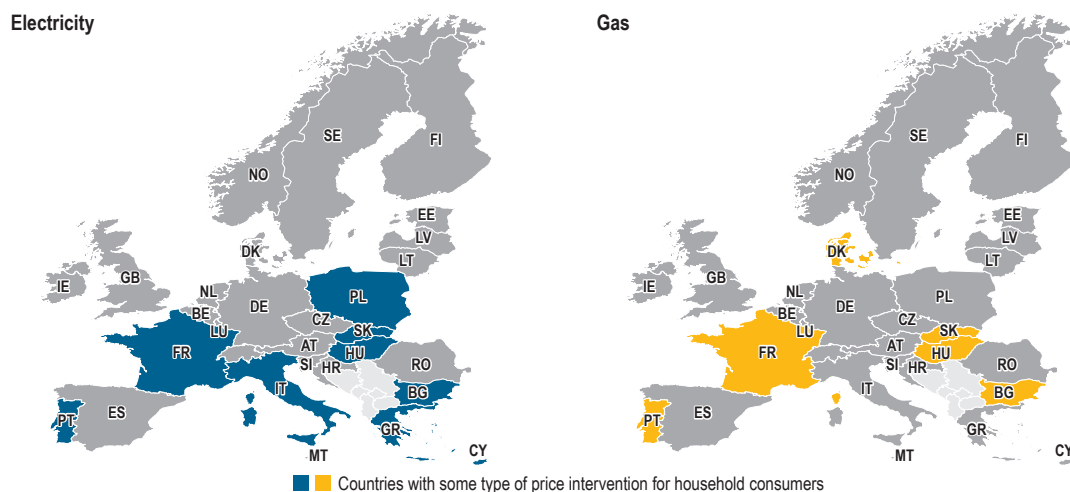 Electricity
SE
FI
NO
EE
LV
DK
LT
IE
GB
NL
PL
DE
BE
CZ
LU
SK
FR
AT
HU
SI
HR
RO
IT
BG
PT
ES
GR
MT
CY
Gas
SE
FI
NO
EE
LV
DK
LT
IE
GB
NL
PL
DE
BE
CZ
LU
SK
FR
AT
HU
SI
HR
RO
IT
BG
PT
ES
GR
MT
CY
Countries with some type of price intervention for household consumers